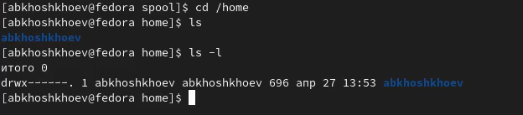 [abkhoshkhoev@fedora spool]$ cd /home
[abkhoshkhoev@fedora home]$ ls
abkhoshkhoev
[abkhoshkhoev@fedora home]$ ls -l
итого 0
drwx------. 1 abkhoshkhoev abkhoshkhoev 696 апр 27 13:53 abkhoshkhoev
[abkhoshkhoev@fedora home]$